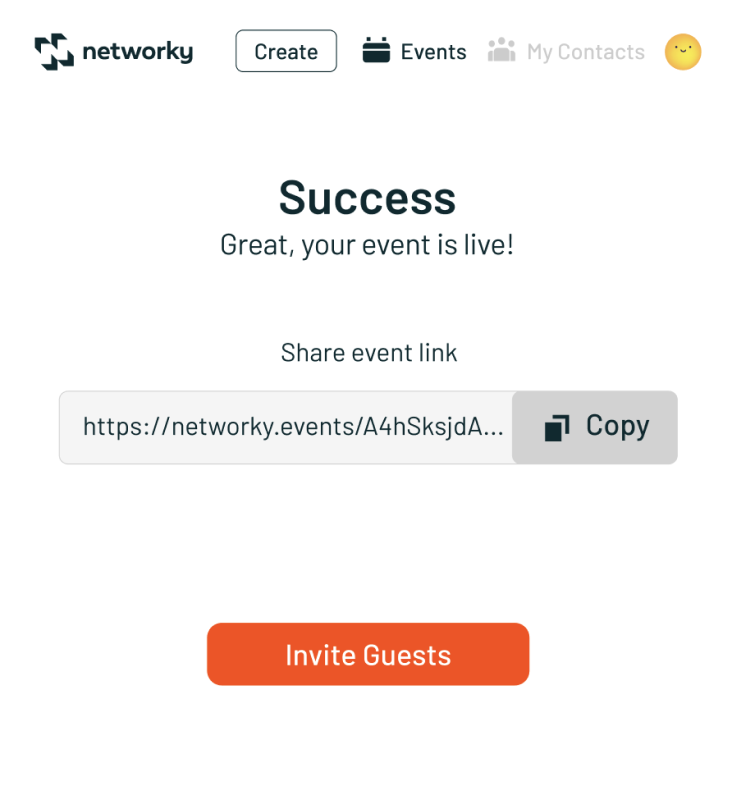 networky Create Events My Contacts
Success
Great, your event is live!
Share event link
https://networky.events/A4hSksjdA... Copy
Invite Guests